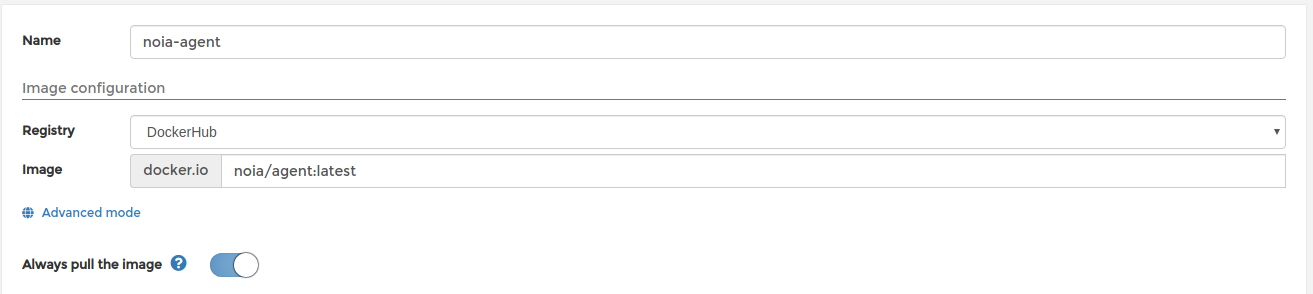 Name noia-agent
Image configuration
Registry DockerHub
Image docker.io noia/agent:latest
Advanced mode
Always pull the image ?